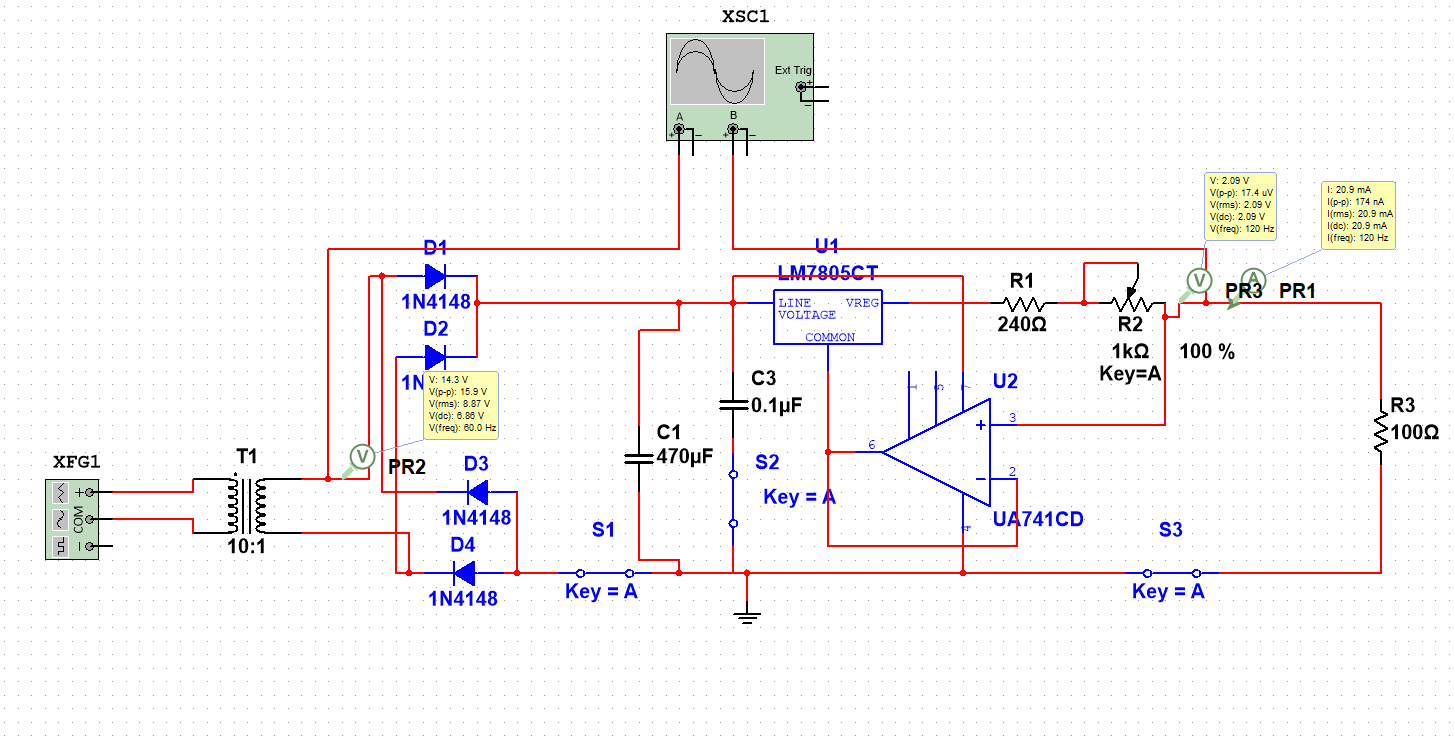 XSC1
Ext Trig
+
−
A
B
+
−
+
−
V: 2.09 V
V(p-p): 17.4 uV
V(rms): 2.09 V
V(dc): 2.09 V
V(freq): 120 Hz
I: 20.9 mA
I(p-p): 174 nA
I(rms): 20.9 mA
I(dc): 20.9 mA
I(freq): 120 Hz
D1
1N4148
U1
LM7805CT
LINE
VOLTAGE
VREG
COMMON
R1
240Ω
R2
1kΩ
Key=A
100 %
V
A
PR3
PR1
D2
1N
V: 14.3 V
V(p-p): 15.9 V
V(rms): 8.87 V
V(dc): 6.86 V
V(freq): 60.0 Hz
C3
0.1µF
1
5
7
U2
+
3
R3
100Ω
C1
470µF
6
−
2
4
UA741CD
XFG1
+
COM
−
T1
10:1
V
PR2
D3
1N4148
S2
Key = A
D4
1N4148
S1
Key = A
S3
Key = A